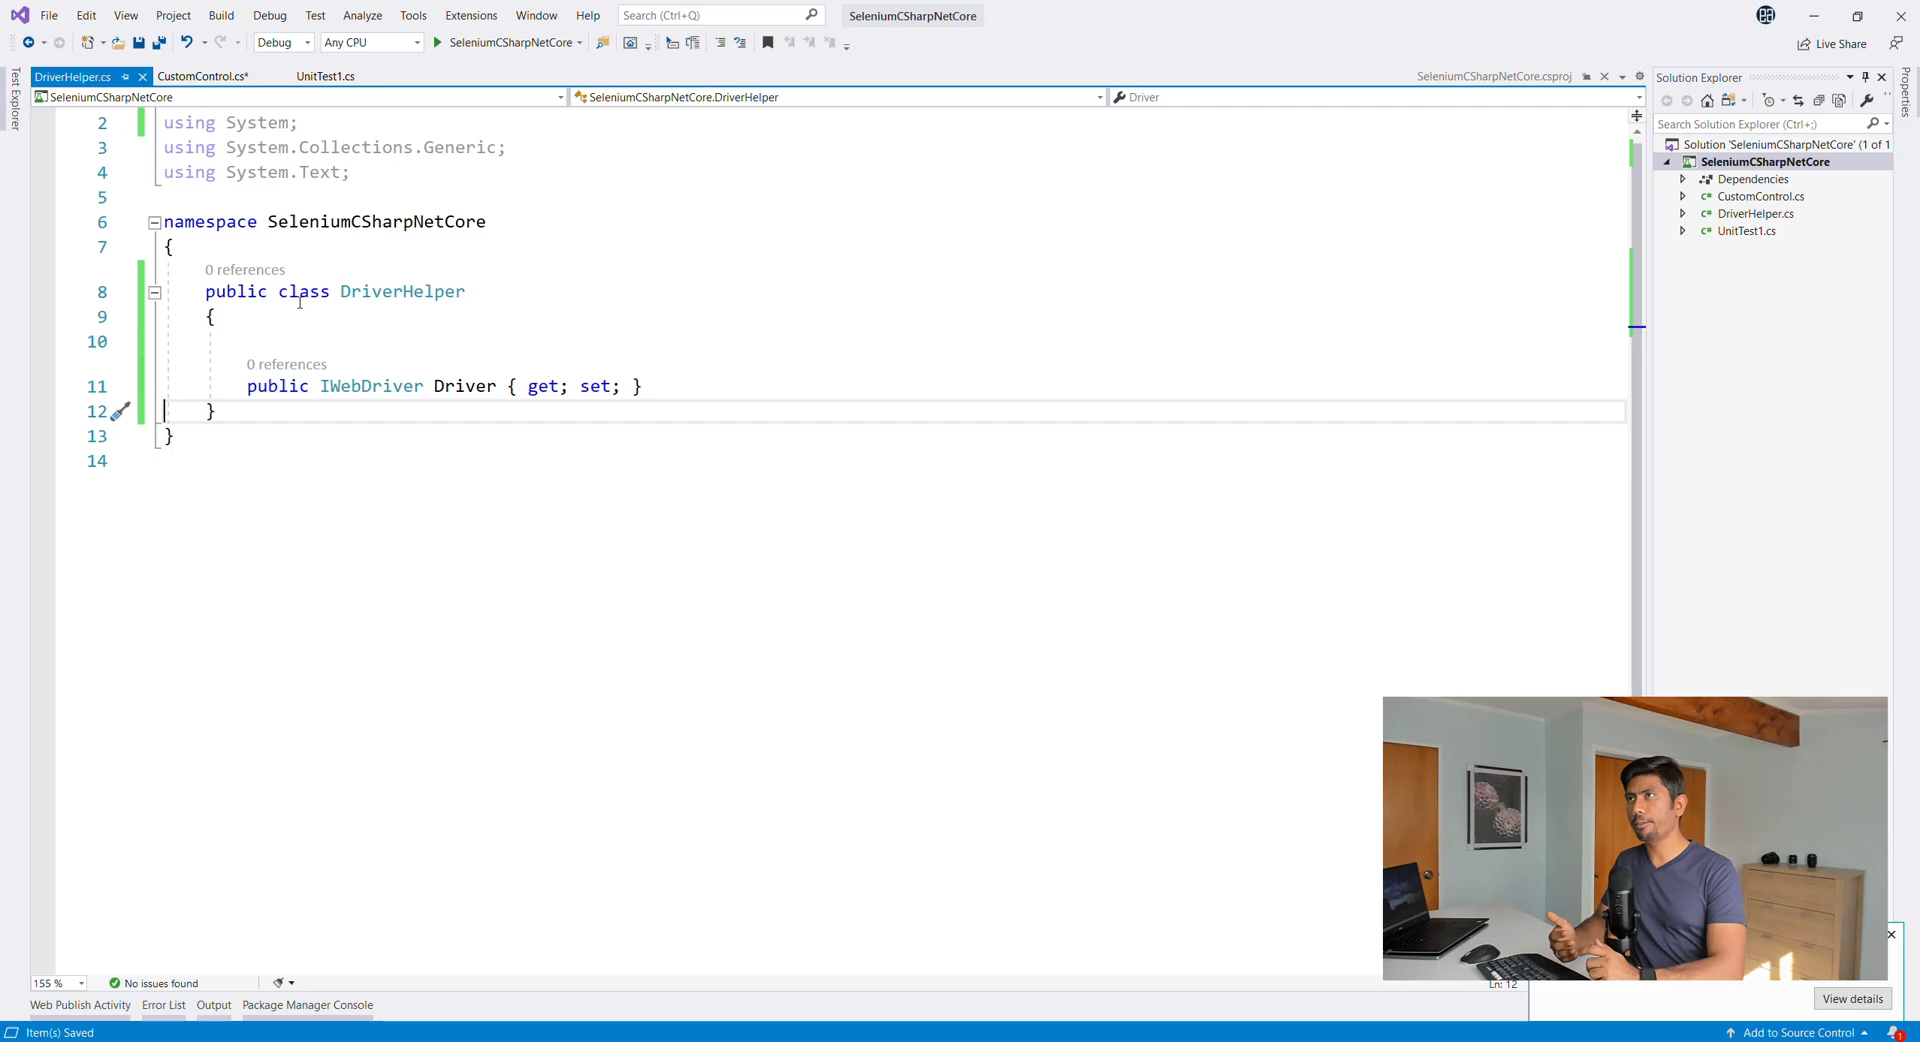 File Edit View Project Build Debug Test Analyze Tools Extensions Window Help Search (Ctrl+Q) SeleniumCSharpNetCore
Debug Any CPU SeleniumCSharpNetCore Live Share
Test Explorer
DriverHelper.cs CustomControl.cs* UnitTest1.cs SeleniumCSharpNetCore.csproj
SeleniumCSharpNetCore SeleniumCSharpNetCore.DriverHelper Driver
2 using System;
3 using System.Collections.Generic;
4 using System.Text;
5
6 namespace SeleniumCSharpNetCore
7 {
0 references
8 public class DriverHelper
9 {
10
0 references
11 public IWebDriver Driver { get; set; }
12 }
13 }
14
Solution Explorer
Search Solution Explorer (Ctrl+;)
Solution 'SeleniumCSharpNetCore' (1 of 1
SeleniumCSharpNetCore
Dependencies
C# CustomControl.cs
C# DriverHelper.cs
C# UnitTest1.cs
Properties
155 % No issues found Ln: 12
Web Publish Activity Error List Output Package Manager Console
View details
Item(s) Saved Add to Source Control 1